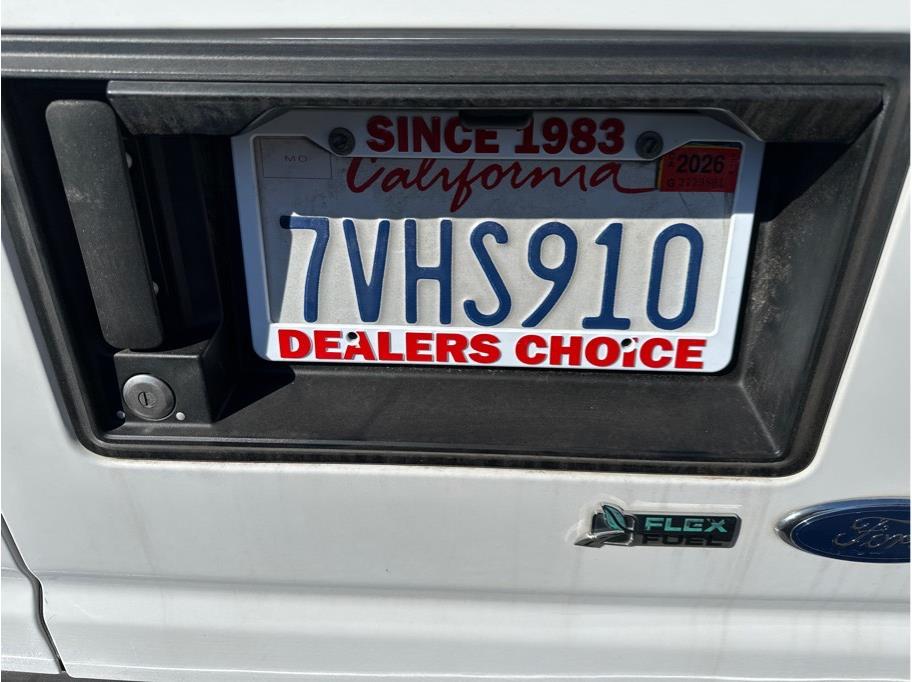 SINCE 1983
MO
California
2026
7VHS910
DEALERS CHOICE
FLEX
FUEL
Ford